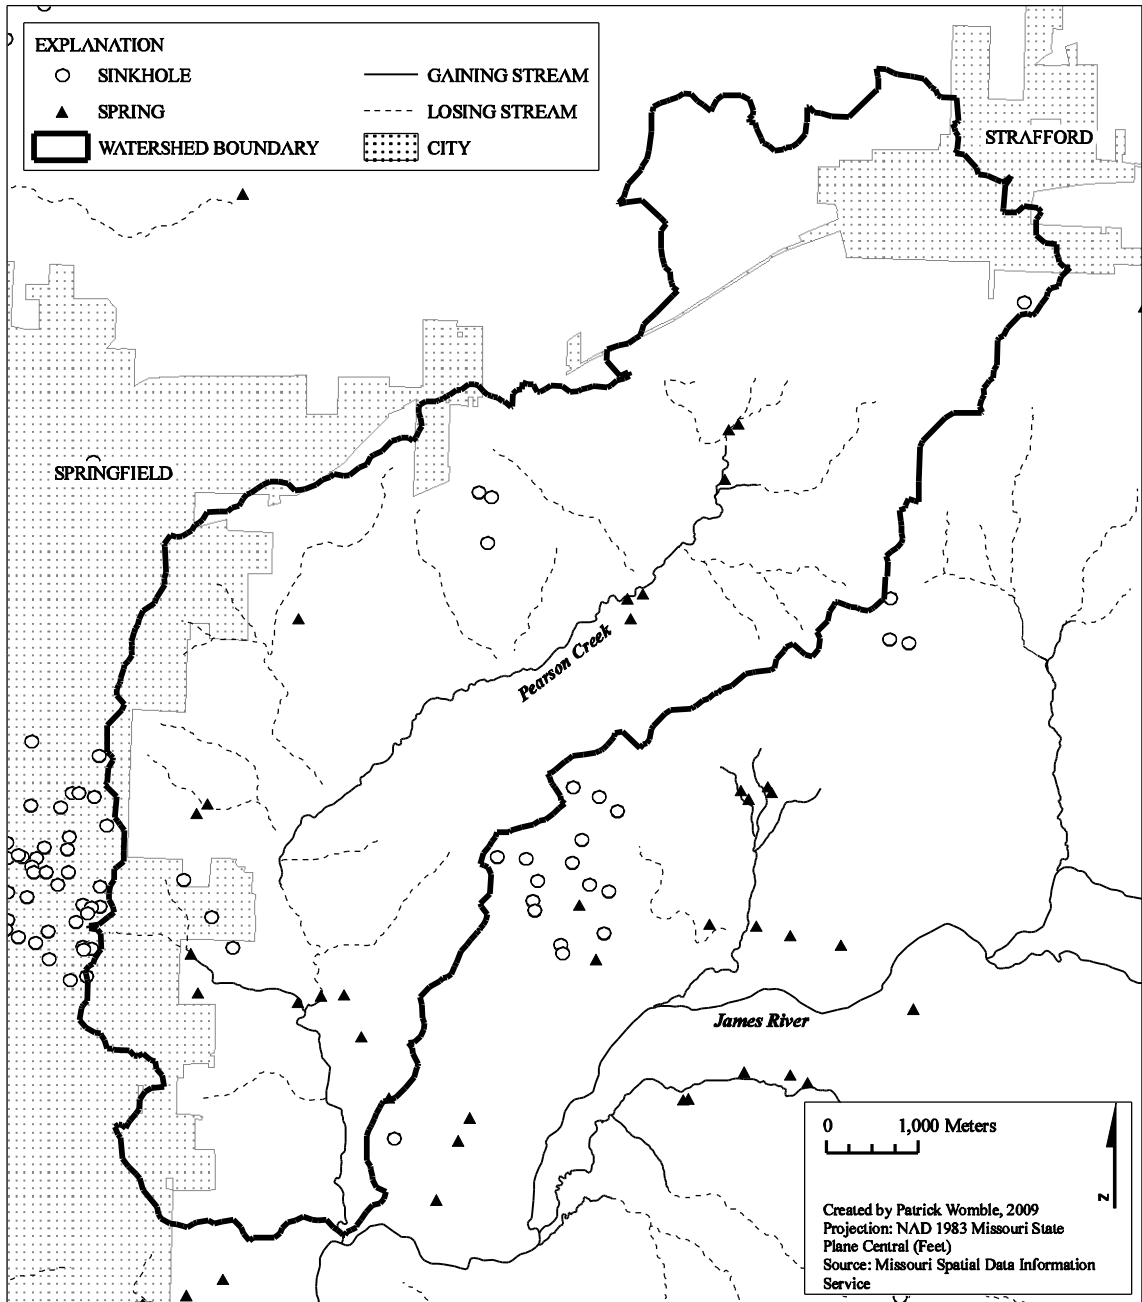 EXPLANATION
SINKHOLE
GAINING STREAM
SPRING
LOSING STREAM
WATERSHED BOUNDARY
CITY
STRAFFORD
SPRINGFIELD
Pearson Creek
James River
0 1,000 Meters
N
Created by Patrick Womble, 2009
Projection: NAD 1983 Missouri State
Plane Central (Feet)
Source: Missouri Spatial Data Information
Service